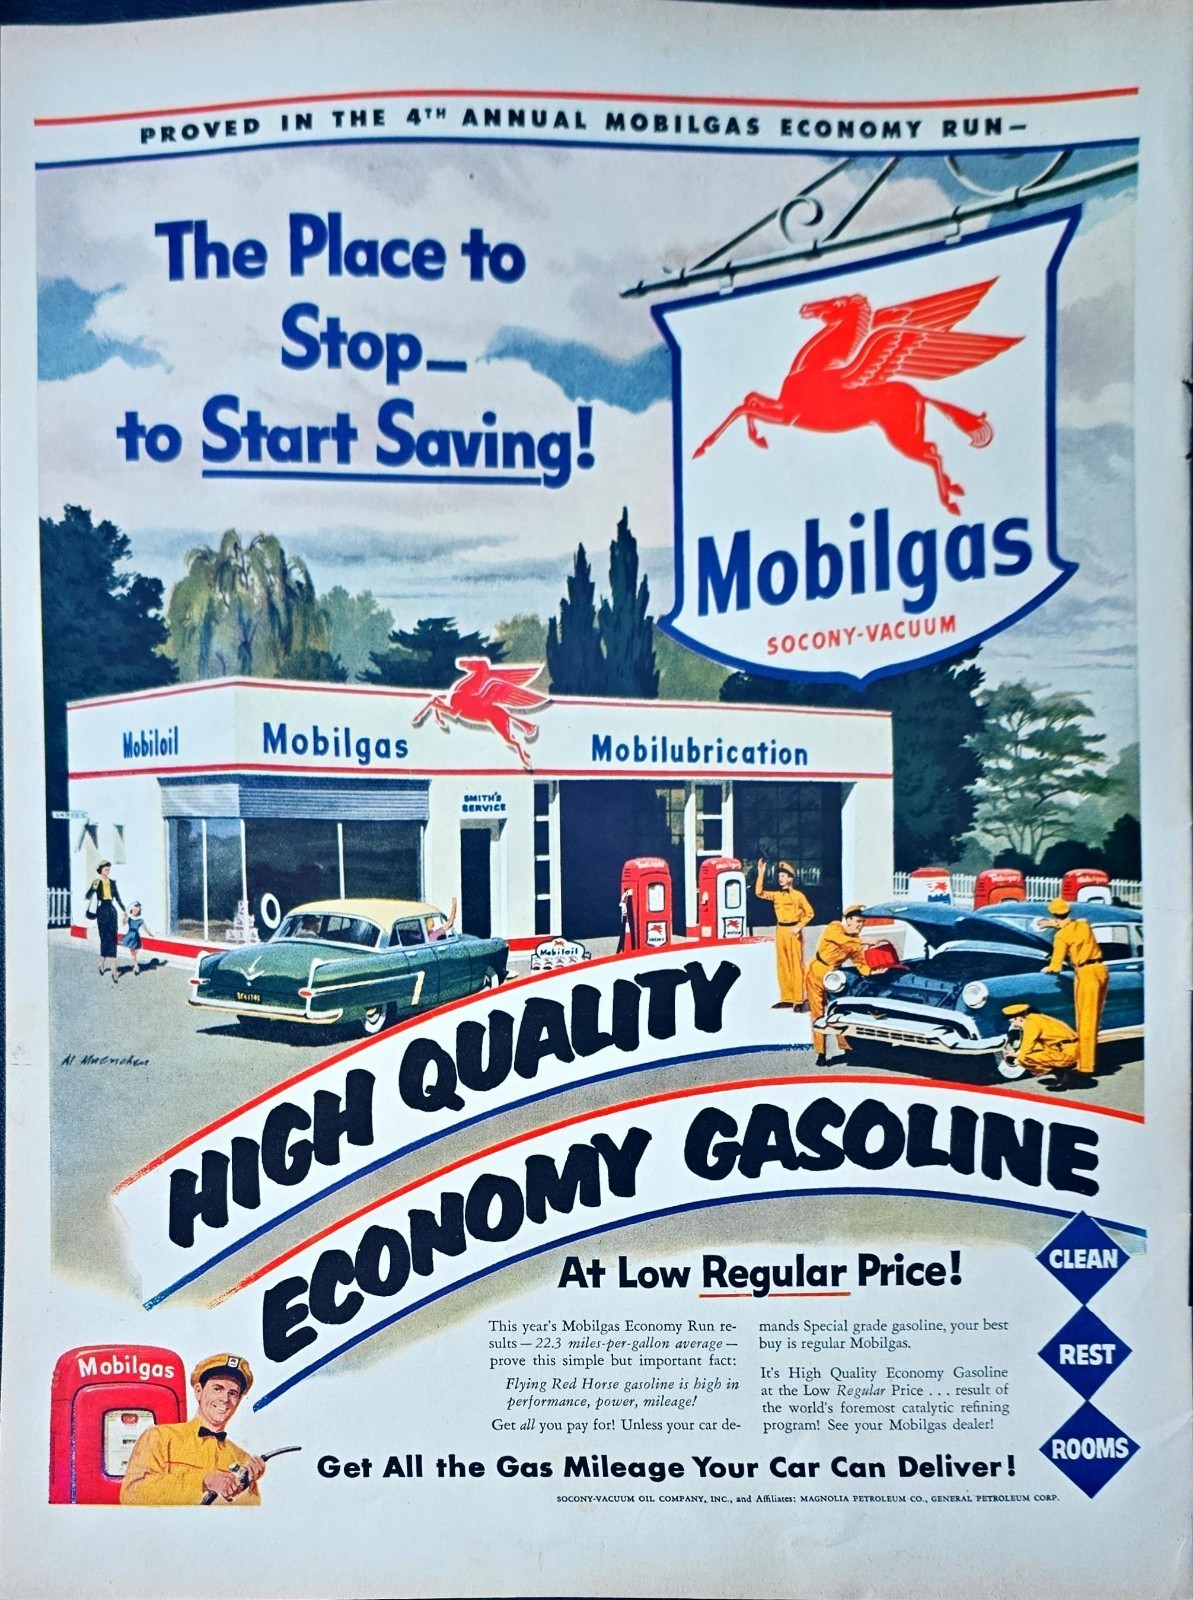 PROVED IN THE 4TH ANNUAL MOBILGAS ECONOMY RUN—
The Place to
Stop—
to Start Saving!
Mobilgas
SOCONY-VACUUM
Mobiloil
Mobilgas
Mobilubrication
SMITH'S
SERVICE
Mobilgas
Mobilgas
Mobilgas
Mobilgas
Mobiloil
HIGH QUALITY
ECONOMY GASOLINE
At Low Regular Price!
This year's Mobilgas Economy Run re-
sults — 22.3 miles-per-gallon average —
prove this simple but important fact:
Flying Red Horse gasoline is high in
performance, power, mileage!
Get all you pay for! Unless your car de-
mands Special grade gasoline, your best
buy is regular Mobilgas.
It's High Quality Economy Gasoline
at the Low Regular Price . . . result of
the world's foremost catalytic refining
program! See your Mobilgas dealer!
CLEAN
REST
ROOMS
Mobilgas
Get All the Gas Mileage Your Car Can Deliver!
SOCONY-VACUUM OIL COMPANY, INC., and Affiliates: MAGNOLIA PETROLEUM CO., GENERAL PETROLEUM CORP.